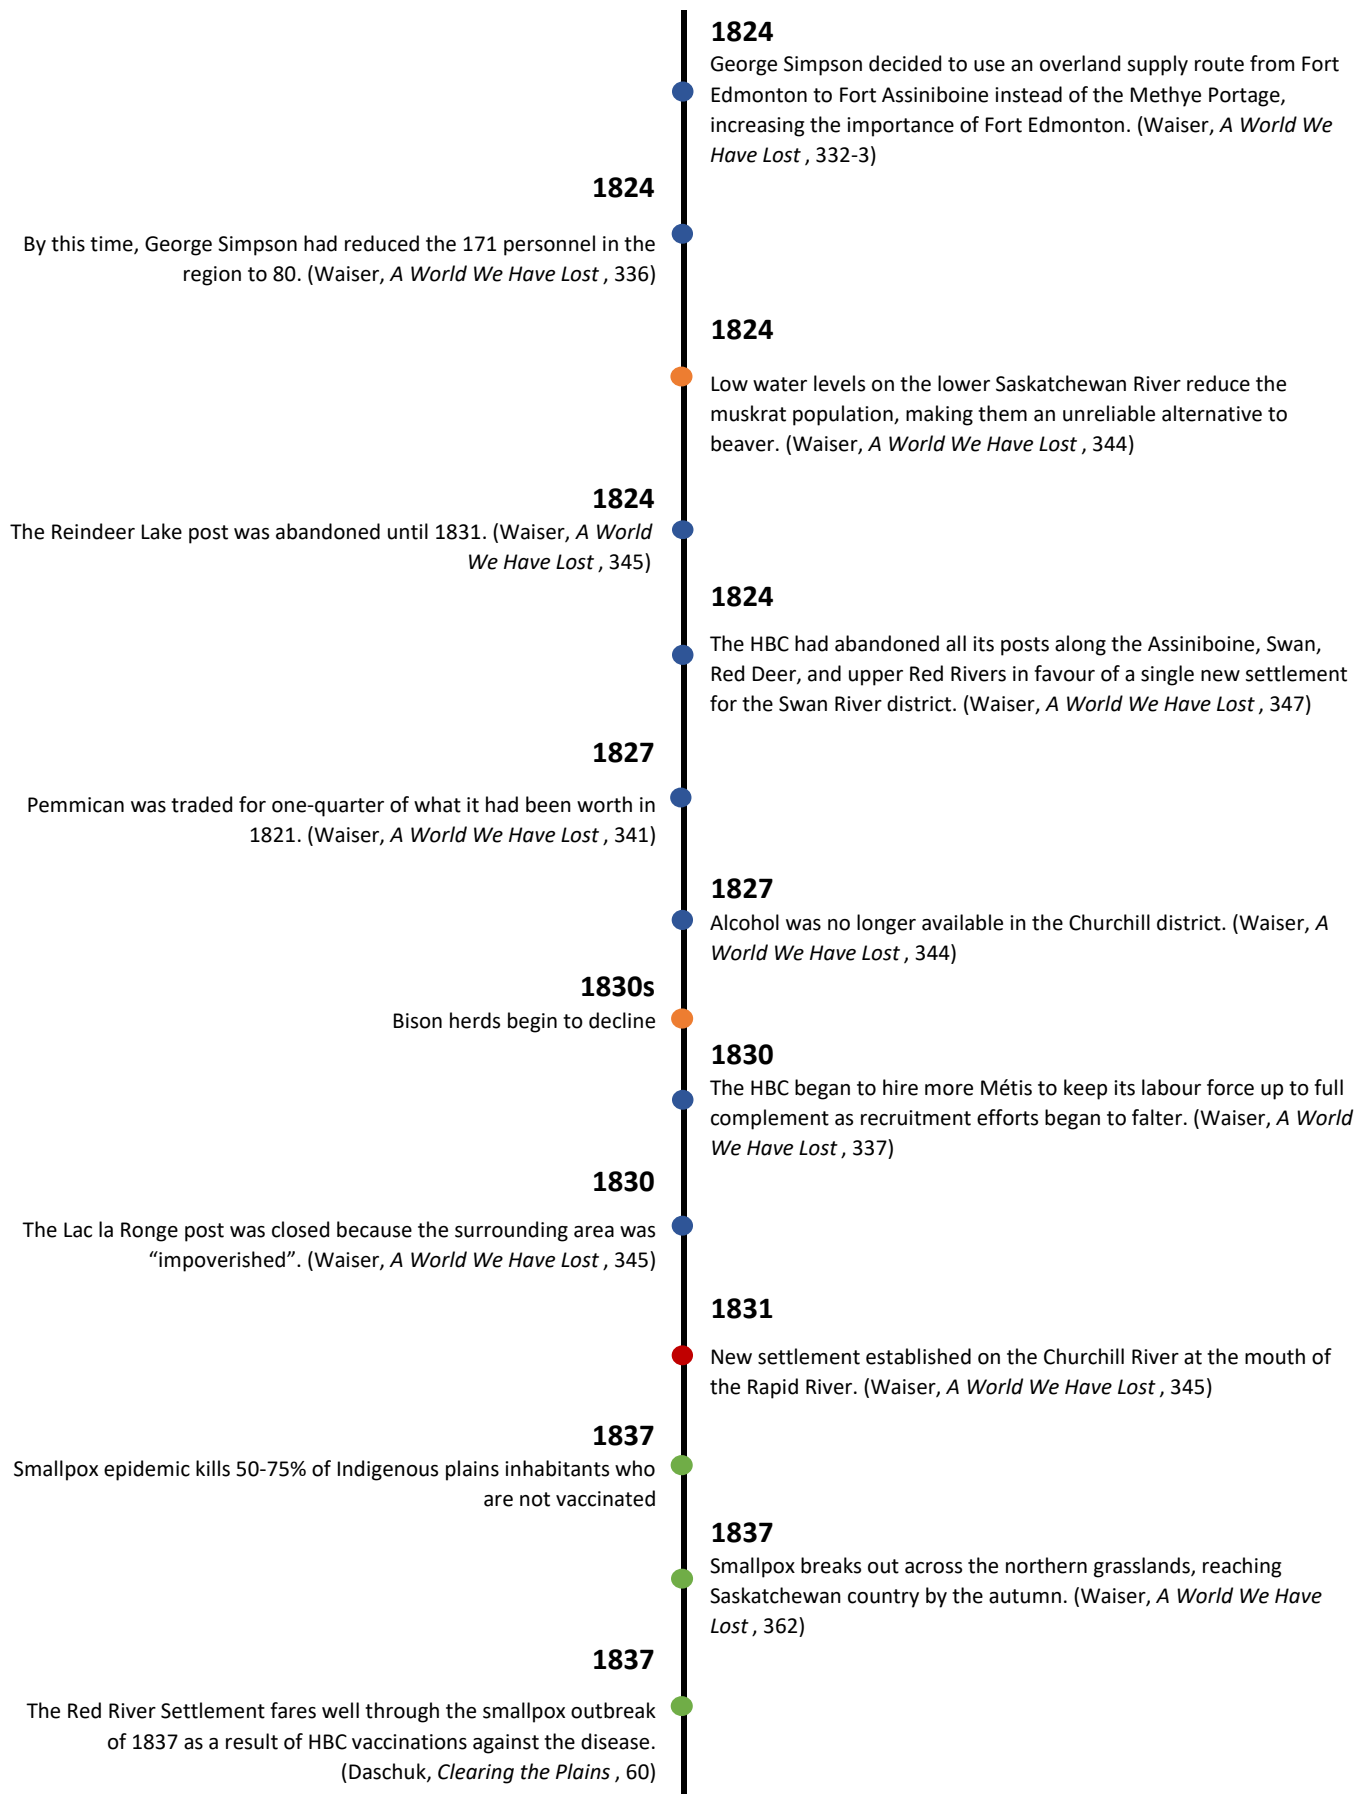 1824
George Simpson decided to use an overland supply route from Fort
Edmonton to Fort Assiniboine instead of the Methye Portage,
increasing the importance of Fort Edmonton. (Waiser, A World We
Have Lost , 332-3)
1824
By this time, George Simpson had reduced the 171 personnel in the
region to 80. (Waiser, A World We Have Lost , 336)
1824
Low water levels on the lower Saskatchewan River reduce the
muskrat population, making them an unreliable alternative to
beaver. (Waiser, A World We Have Lost , 344)
1824
The Reindeer Lake post was abandoned until 1831. (Waiser, A World
We Have Lost , 345)
1824
The HBC had abandoned all its posts along the Assiniboine, Swan,
Red Deer, and upper Red Rivers in favour of a single new settlement
for the Swan River district. (Waiser, A World We Have Lost , 347)
1827
Pemmican was traded for one-quarter of what it had been worth in
1821. (Waiser, A World We Have Lost , 341)
1827
Alcohol was no longer available in the Churchill district. (Waiser, A
World We Have Lost , 344)
1830s
Bison herds begin to decline
1830
The HBC began to hire more Métis to keep its labour force up to full
complement as recruitment efforts began to falter. (Waiser, A World
We Have Lost , 337)
1830
The Lac la Ronge post was closed because the surrounding area was
“impoverished”. (Waiser, A World We Have Lost , 345)
1831
New settlement established on the Churchill River at the mouth of
the Rapid River. (Waiser, A World We Have Lost , 345)
1837
Smallpox epidemic kills 50-75% of Indigenous plains inhabitants who
are not vaccinated
1837
Smallpox breaks out across the northern grasslands, reaching
Saskatchewan country by the autumn. (Waiser, A World We Have
Lost , 362)
1837
The Red River Settlement fares well through the smallpox outbreak
of 1837 as a result of HBC vaccinations against the disease.
(Daschuk, Clearing the Plains , 60)